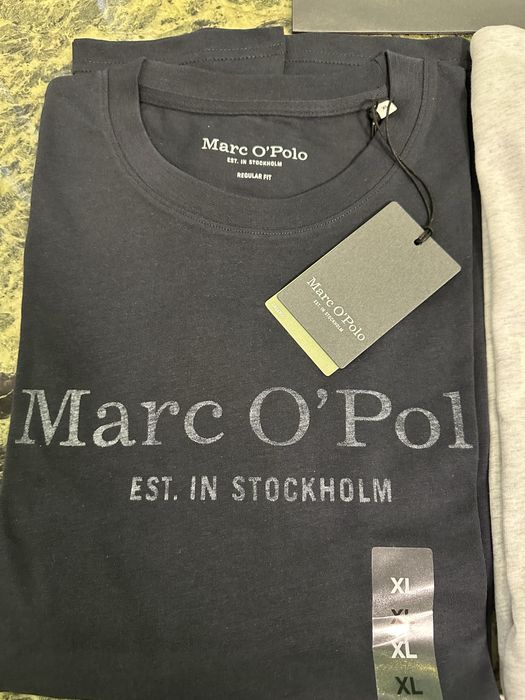 Marc O'Polo
EST. IN STOCKHOLM
REGULAR FIT
Marc O'Polo
EST. IN STOCKHOLM
Marc O'Pol
EST. IN STOCKHOLM
XL
XL
XL
XL